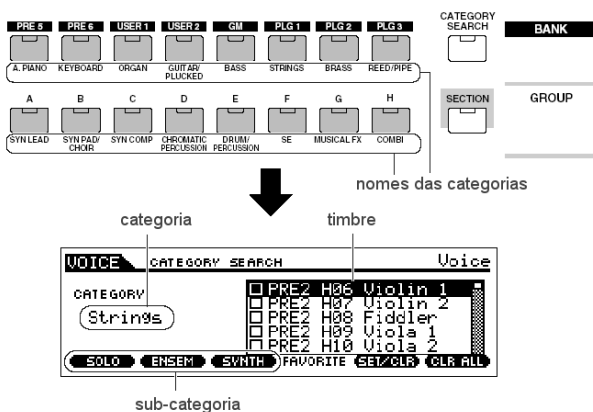 PRE 5 PRE 6 USER 1 USER 2 GM PLG 1 PLG 2 PLG 3
CATEGORY SEARCH
BANK
A. PIANO KEYBOARD ORGAN GUITAR/ PLUCKED BASS STRINGS BRASS REED/PIPE
A B C D E F G H
SECTION
GROUP
SYN LEAD SYN PAD/ CHOIR SYN COMP CHROMATIC PERCUSSION DRUM/ PERCUSSION SE MUSICAL FX COMBI
nomes das categorias
categoria
timbre
VOICE CATEGORY SEARCH Voice
CATEGORY
Strings
PRE2 H06 Violin 1
PRE2 H07 Violin 2
PRE2 H08 Fiddler
PRE2 H09 Viola 1
PRE2 H10 Viola 2
SOLO ENSEM SYNTH FAVORITE SET/CLR CLR ALL
sub-categoria